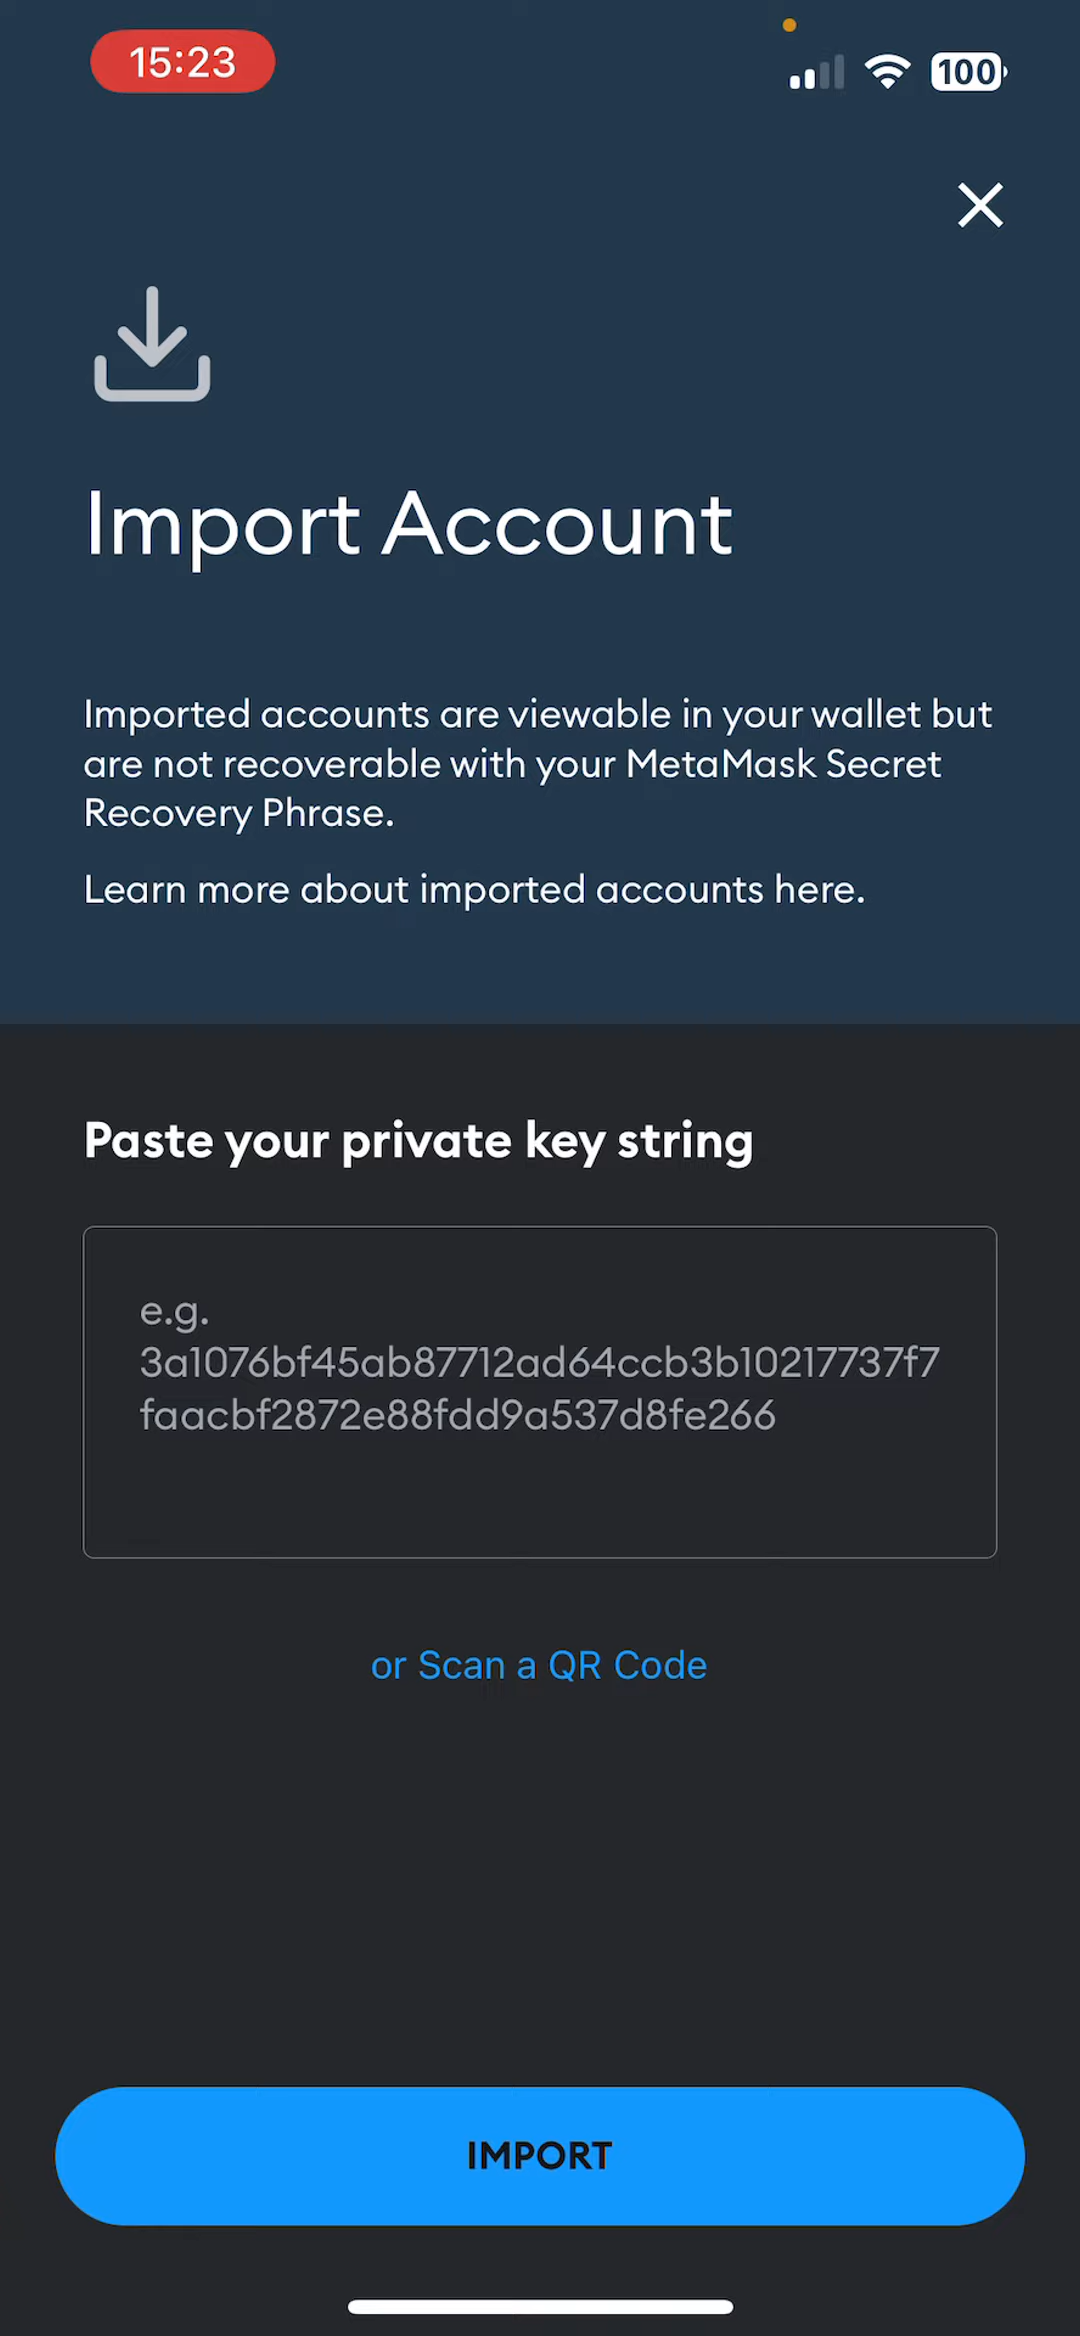 15:23
100
Import Account
Imported accounts are viewable in your wallet but
are not recoverable with your MetaMask Secret
Recovery Phrase.
Learn more about imported accounts here.
Paste your private key string
e.g.
3a1076bf45ab87712ad64ccb3b10217737f7
faacbf2872e88fdd9a537d8fe266
or Scan a QR Code
IMPORT